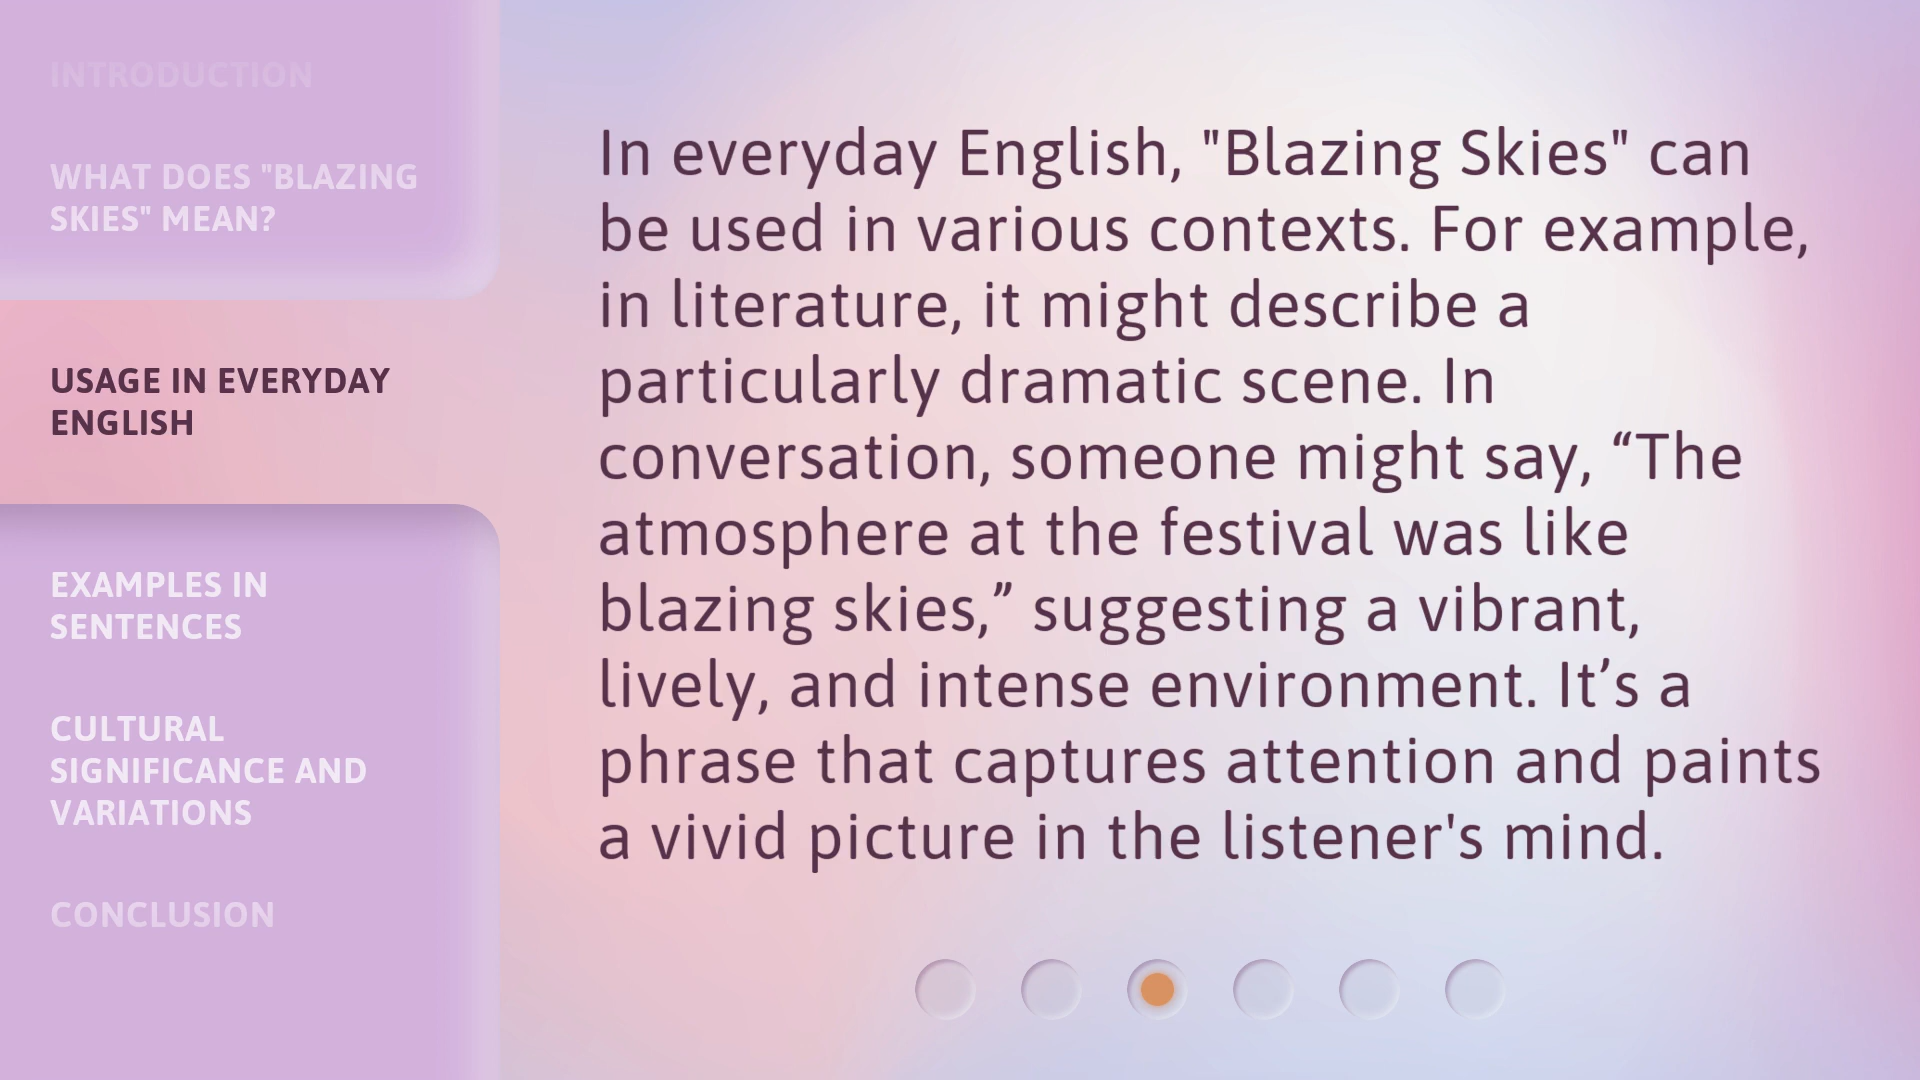 INTRODUCTION
WHAT DOES "BLAZING
SKIES" MEAN?
USAGE IN EVERYDAY
ENGLISH
EXAMPLES IN
SENTENCES
CULTURAL
SIGNIFICANCE AND
VARIATIONS
CONCLUSION
In everyday English, "Blazing Skies" can
be used in various contexts. For example,
in literature, it might describe a
particularly dramatic scene. In
conversation, someone might say, “The
atmosphere at the festival was like
blazing skies,” suggesting a vibrant,
lively, and intense environment. It’s a
phrase that captures attention and paints
a vivid picture in the listener's mind.